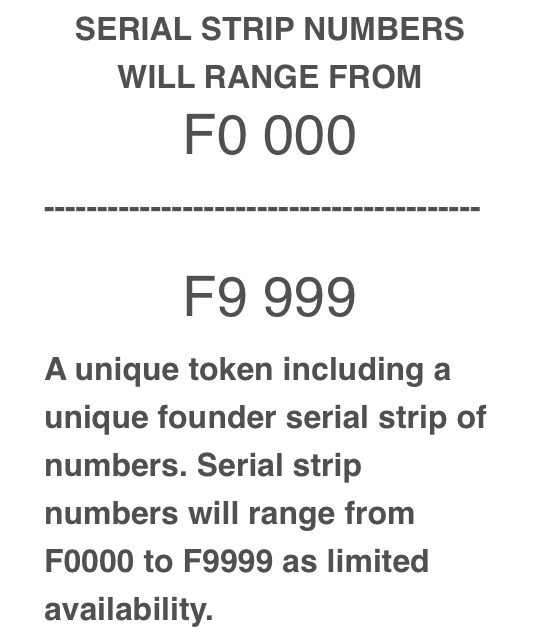 SERIAL STRIP NUMBERS
WILL RANGE FROM
F0 000
-----------------------------------------
F9 999
A unique token including a
unique founder serial strip of
numbers. Serial strip
numbers will range from
F0000 to F9999 as limited
availability.